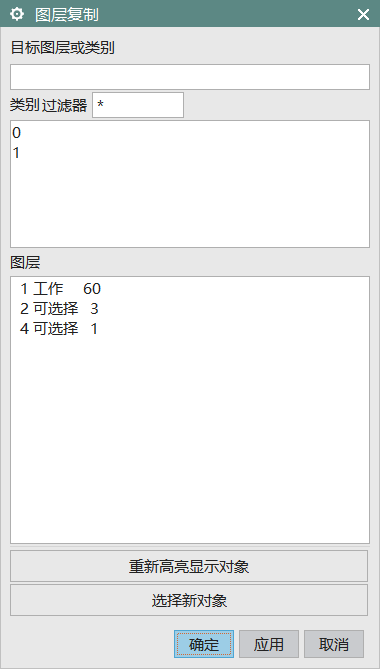 图层复制
目标图层或类别
类别过滤器 *
0
1
图层
1 工作 60
2 可选择 3
4 可选择 1
重新高亮显示对象
选择新对象
确定 应用 取消